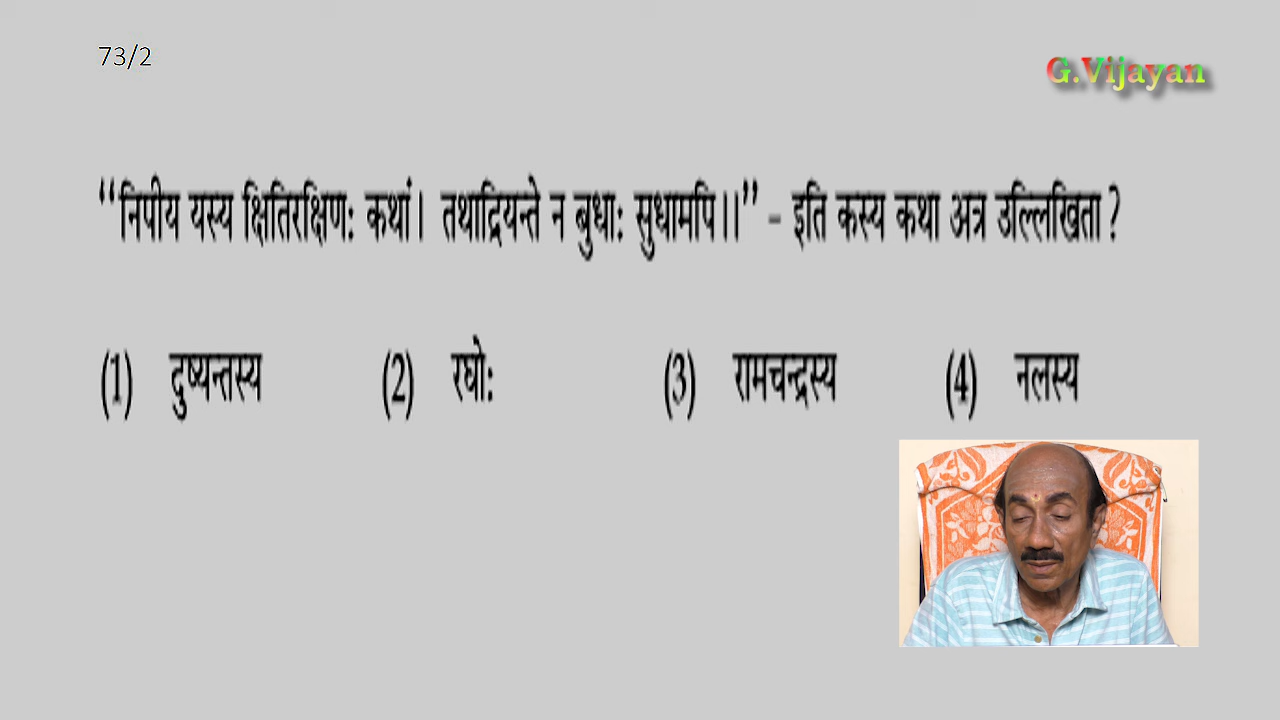 73/2
G.Vijayan
“निपीय यस्य क्षितिरक्षिणः कथां। तथाद्रियन्ते न बुधाः सुधामपि।।” - इति कस्य कथा अत्र उल्लिखिता ?
(1) दुष्यन्तस्य (2) रघोः (3) रामचन्द्रस्य (4) नलस्य